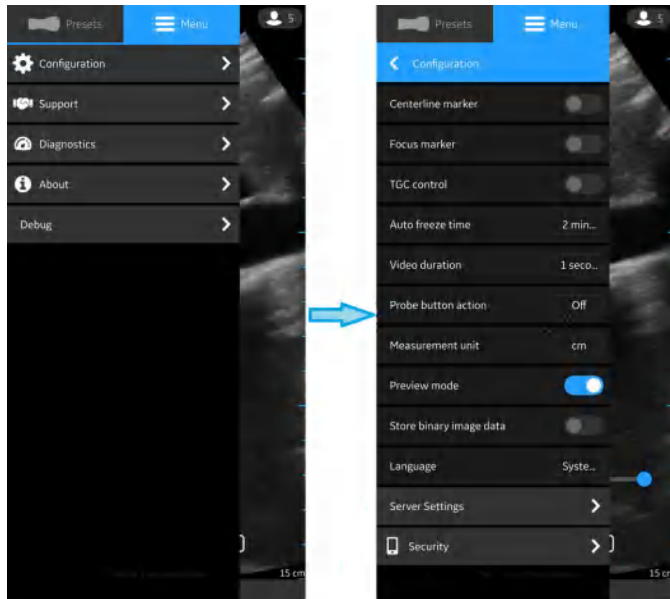 Presets
Menu
5
Configuration
Support
Diagnostics
About
Debug
15 cm
Presets
Menu
5
Configuration
Centerline marker
Focus marker
TGC control
Auto freeze time 2 min...
Video duration 1 seco...
Probe button action Off
Measurement unit cm
Preview mode
Store binary image data
Language Syste...
Server Settings
Security
15 cm